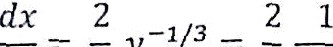 dx = 2 y^{-1/3} = 2 1